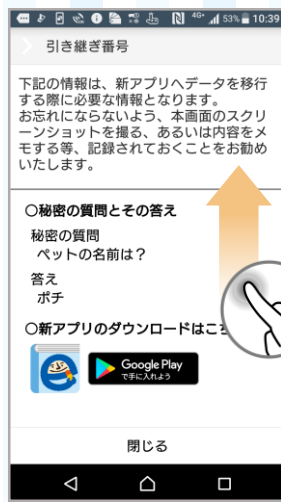 4G+ 53% 10:39
引き継ぎ番号
下記の情報は、新アプリへデータを移行
する際に必要な情報となります。
お忘れにならないよう、本画面のスクリ
ーンショットを撮る、あるいは内容をメ
モする等、記録されておくことをお勧め
いたします。
〇秘密の質問とその答え
秘密の質問
ペットの名前は？
答え
ポチ
〇新アプリのダウンロードはこ
Google Play
で手に入れよう
閉じる